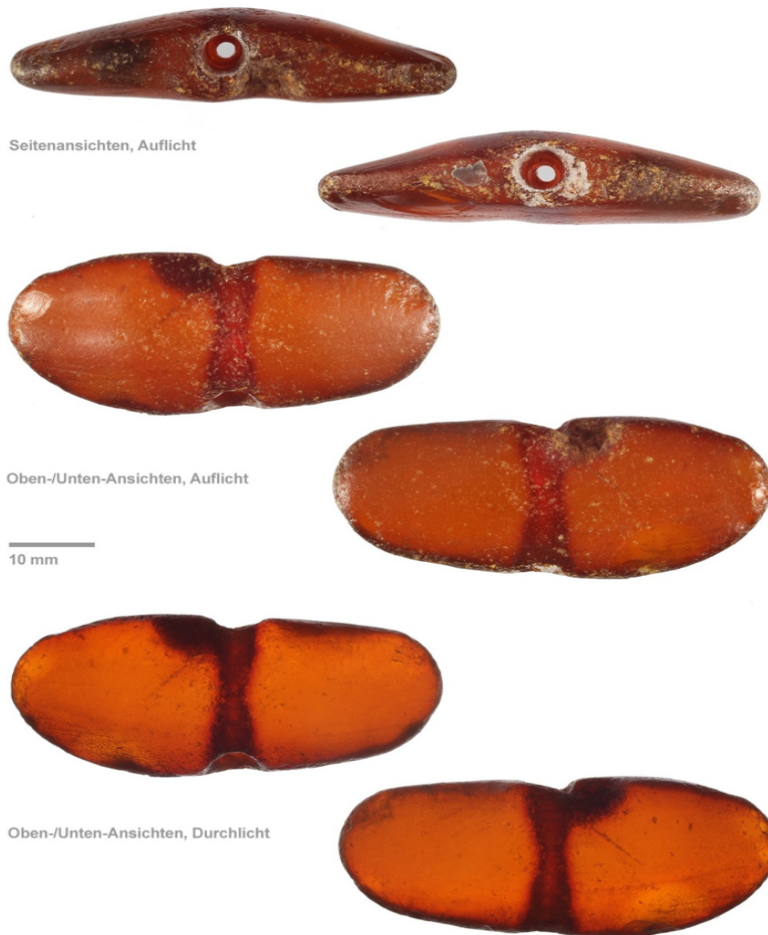 Seitenansichten, Auflicht
Oben-/Unten-Ansichten, Auflicht
10 mm
Oben-/Unten-Ansichten, Durchlicht